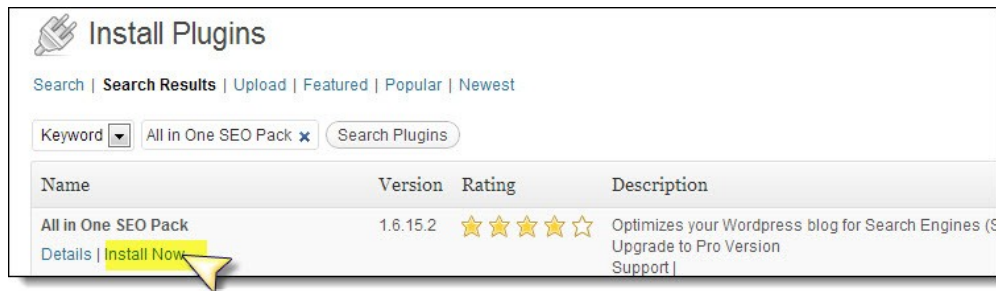 Install Plugins
Search | Search Results | Upload | Featured | Popular | Newest
Keyword All in One SEO Pack x Search Plugins
Name Version Rating Description
All in One SEO Pack 1.6.15.2 Optimizes your Wordpress blog for Search Engines (S
Details | Install Now Upgrade to Pro Version
Support |